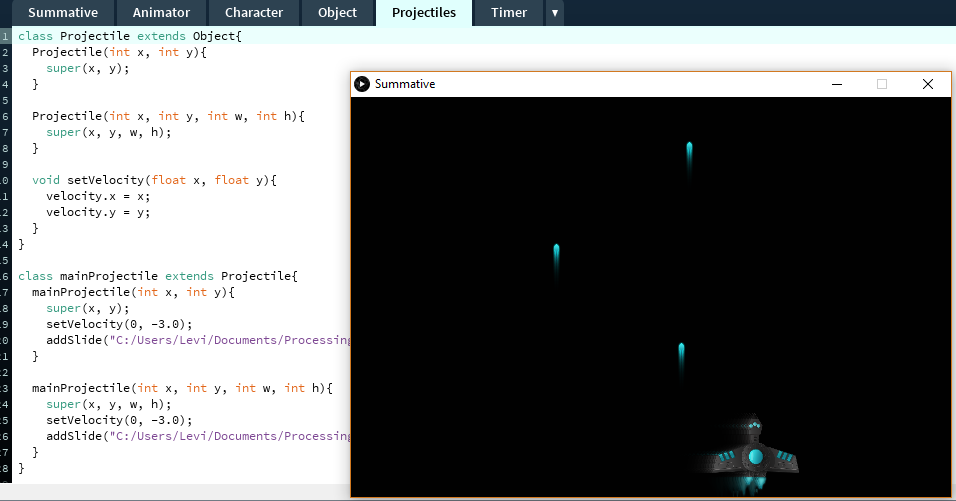 Summative Animator Character Object Projectiles Timer ▼
1 class Projectile extends Object{
2 Projectile(int x, int y){
3 super(x, y);
4 }
5
6 Projectile(int x, int y, int w, int h){
7 super(x, y, w, h);
8 }
9
.0 void setVelocity(float x, float y){
.1 velocity.x = x;
.2 velocity.y = y;
.3 }
.4 }
.5
.6 class mainProjectile extends Projectile{
.7 mainProjectile(int x, int y){
.8 super(x, y);
.9 setVelocity(0, -3.0);
.0 addSlide("C:/Users/Levi/Documents/Processing
.1 }
.2
.3 mainProjectile(int x, int y, int w, int h){
.4 super(x, y, w, h);
.5 setVelocity(0, -3.0);
.6 addSlide("C:/Users/Levi/Documents/Processing
.7 }
.8 }
Summative